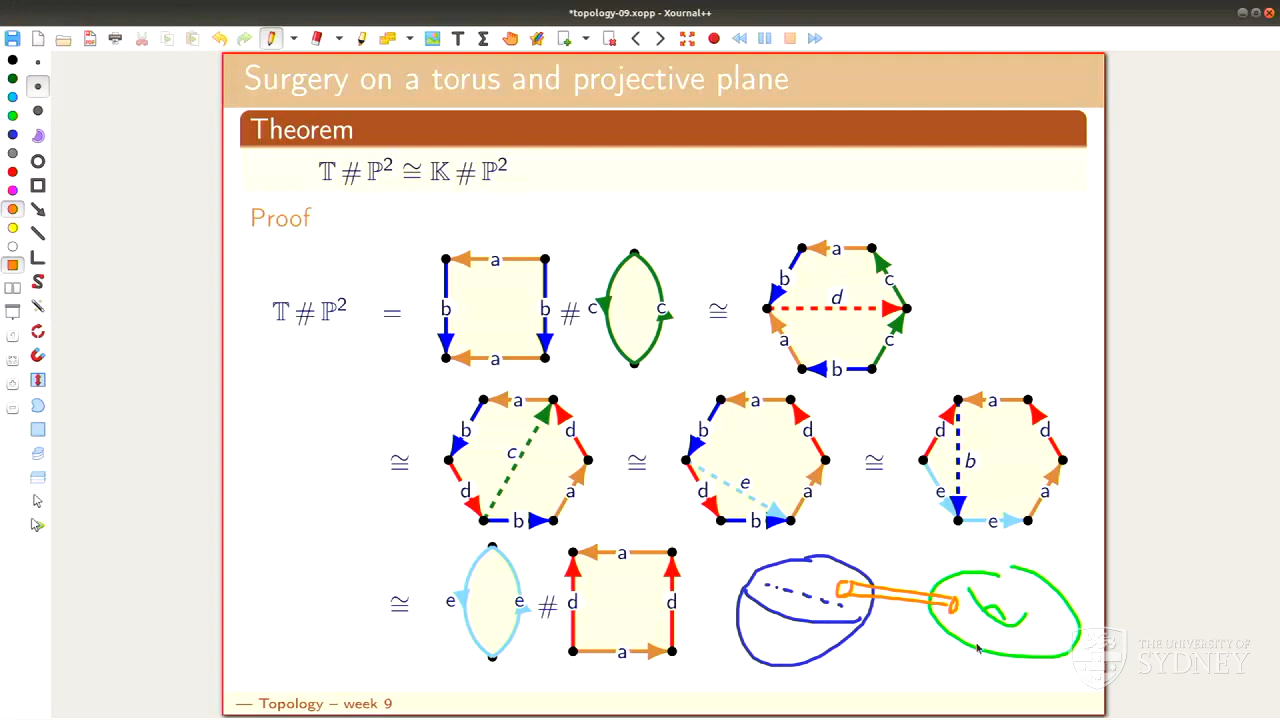 *topology-09.xopp - Xournal++
Surgery on a torus and projective plane
Theorem
𝕋 # ℙ² ≅ 𝕂 # ℙ²
Proof
𝕋 # ℙ² = a b b a # c c ≅ a b c d a c b
≅ a b c d d a b ≅ a b d e d a b ≅ a d d b e a e
≅ e e # a d d a
THE UNIVERSITY OF
SYDNEY
— Topology – week 9